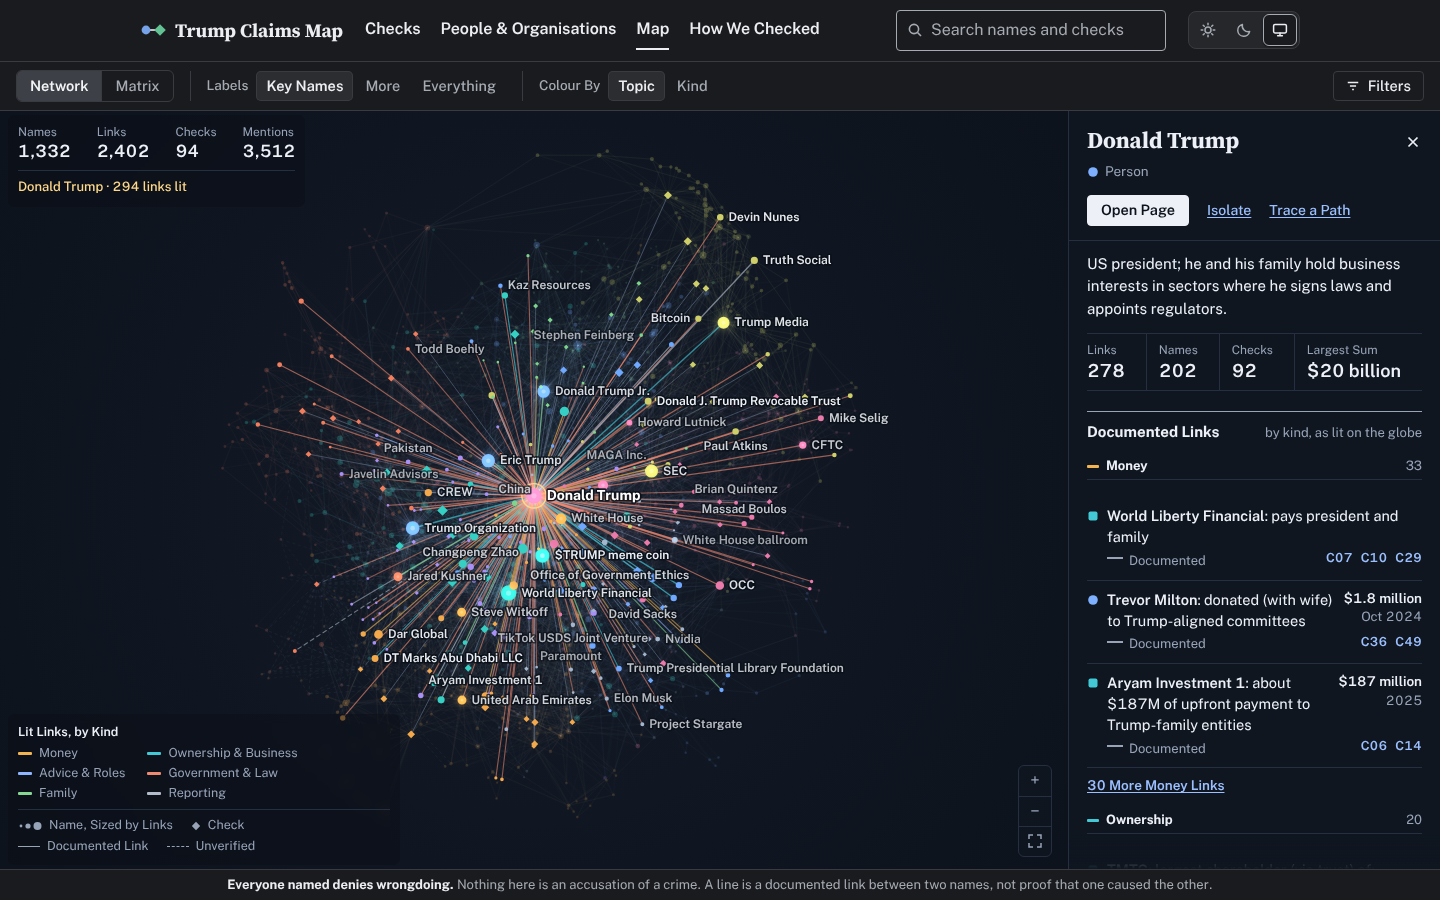 Trump Claims Map
Checks
People & Organisations
Map
How We Checked
Search names and checks
Network
Matrix
Labels
Key Names
More
Everything
Colour By
Topic
Kind
Filters
Names
Links
Checks
Mentions
1,332
2,402
94
3,512
Donald Trump · 294 links lit
Devin Nunes
Truth Social
Kaz Resources
Bitcoin
Trump Media
Stephen Feinberg
Todd Boehly
Donald Trump Jr.
Donald J. Trump Revocable Trust
Howard Lutnick
Mike Selig
Pakistan
MAGA Inc.
Paul Atkins
CFTC
Eric Trump
Javelin Advisors
SEC
CREW
China
Donald Trump
Brian Quintenz
Massad Boulos
White House
Trump Organization
White House ballroom
Changpeng Zhao
$TRUMP meme coin
Jared Kushner
Office of Government Ethics
OCC
World Liberty Financial
Steve Witkoff
David Sacks
Dar Global
TikTok USDS Joint Venture
Nvidia
DT Marks Abu Dhabi LLC
Paramount
Trump Presidential Library Foundation
Aryam Investment 1
United Arab Emirates
Elon Musk
Project Stargate
Lit Links, by Kind
Money
Ownership & Business
Advice & Roles
Government & Law
Family
Reporting
Name, Sized by Links
Check
Documented Link
Unverified
+
−
Donald Trump
×
Person
Open Page
Isolate
Trace a Path
US president; he and his family hold business
interests in sectors where he signs laws and
appoints regulators.
Links
Names
Checks
Largest Sum
278
202
92
$20 billion
Documented Links
by kind, as lit on the globe
Money
33
World Liberty Financial: pays president and
family
Documented
C07 C10 C29
Trevor Milton: donated (with wife)
$1.8 million
to Trump-aligned committees
Oct 2024
Documented
C36 C49
Aryam Investment 1: about
$187 million
$187M of upfront payment to
2025
Trump-family entities
Documented
C06 C14
30 More Money Links
Ownership
20
Everyone named denies wrongdoing. Nothing here is an accusation of a crime. A line is a documented link between two names, not proof that one caused the other.